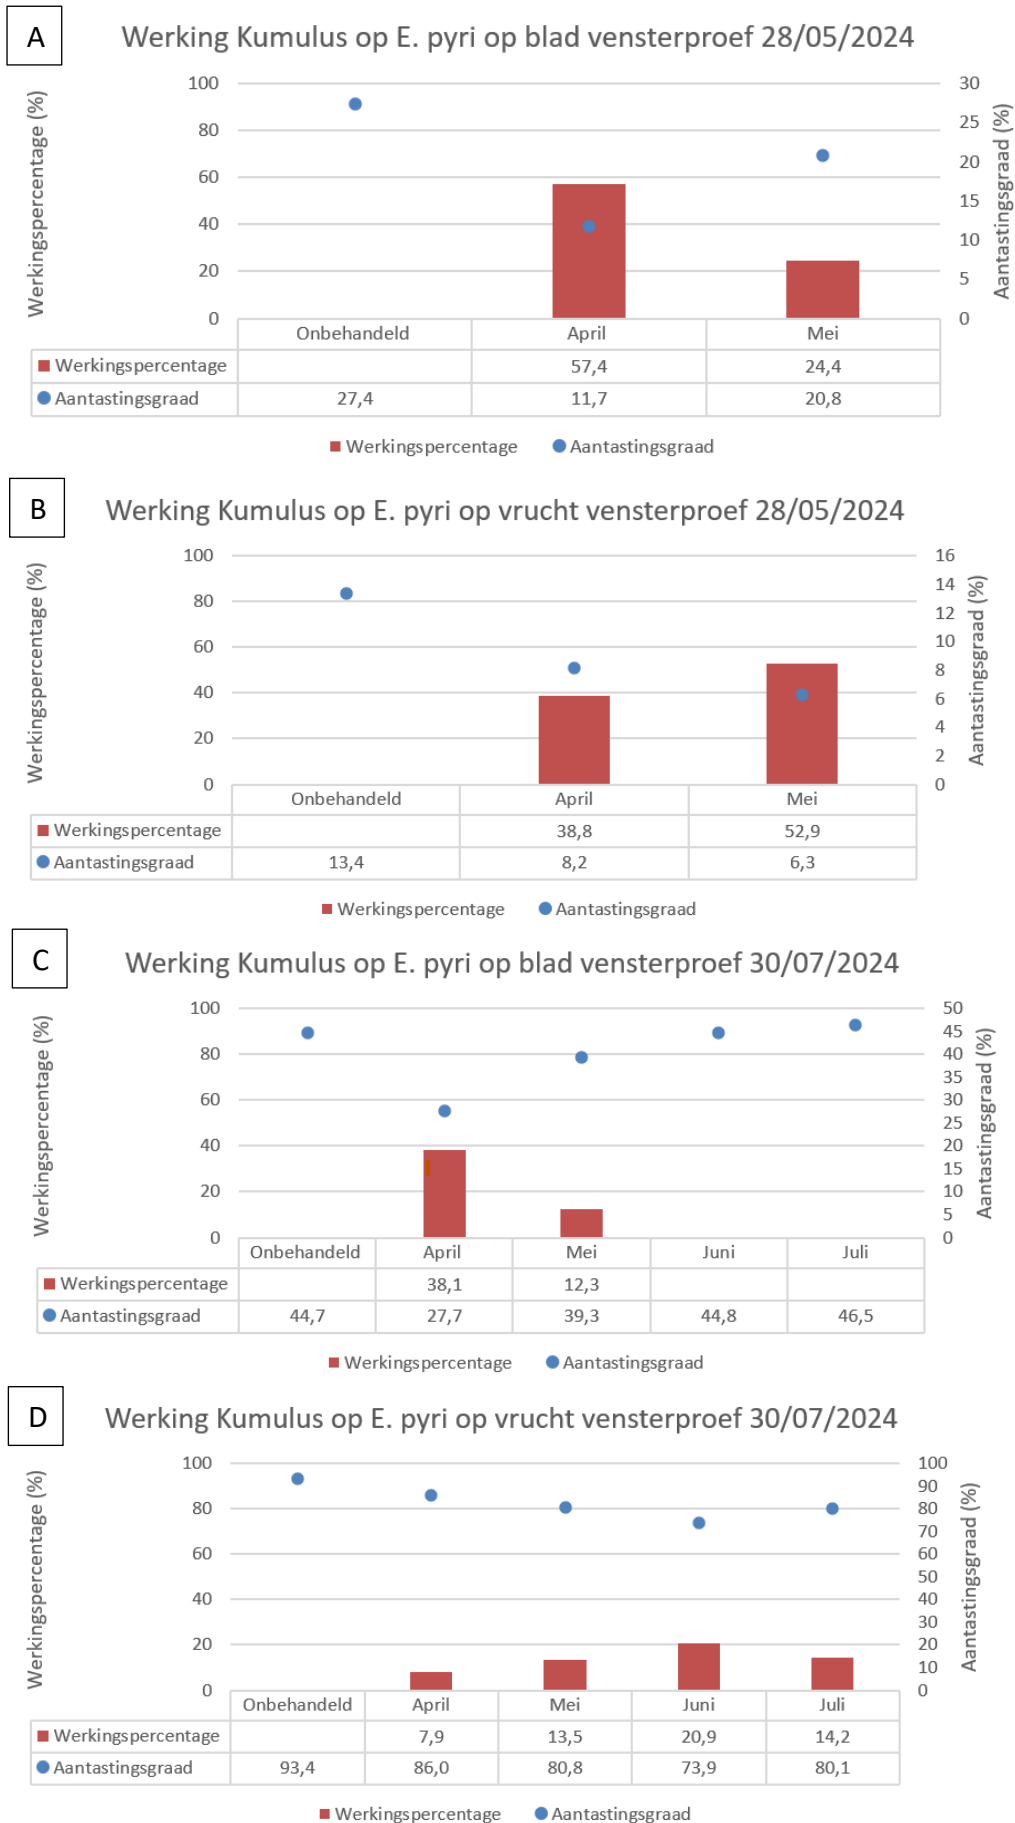 A
Werking Kumulus op E. pyri op blad vensterproef 28/05/2024
Werkingspercentage (%)
100
80
60
40
20
0
30
25
20
15
10
5
0
Aantastingsgraad (%)
Onbehandeld April Mei
Werkingspercentage 57,4 24,4
Aantastingsgraad 27,4 11,7 20,8
Werkingspercentage Aantastingsgraad
B
Werking Kumulus op E. pyri op vrucht vensterproef 28/05/2024
Werkingspercentage (%)
100
80
60
40
20
0
16
14
12
10
8
6
4
2
0
Aantastingsgraad (%)
Onbehandeld April Mei
Werkingspercentage 38,8 52,9
Aantastingsgraad 13,4 8,2 6,3
Werkingspercentage Aantastingsgraad
C
Werking Kumulus op E. pyri op blad vensterproef 30/07/2024
Werkingspercentage (%)
100
80
60
40
20
0
50
45
40
35
30
25
20
15
10
5
0
Aantastingsgraad (%)
Onbehandeld April Mei Juni Juli
Werkingspercentage 38,1 12,3
Aantastingsgraad 44,7 27,7 39,3 44,8 46,5
Werkingspercentage Aantastingsgraad
D
Werking Kumulus op E. pyri op vrucht vensterproef 30/07/2024
Werkingspercentage (%)
100
80
60
40
20
0
100
90
80
70
60
50
40
30
20
10
0
Aantastingsgraad (%)
Onbehandeld April Mei Juni Juli
Werkingspercentage 7,9 13,5 20,9 14,2
Aantastingsgraad 93,4 86,0 80,8 73,9 80,1
Werkingspercentage Aantastingsgraad